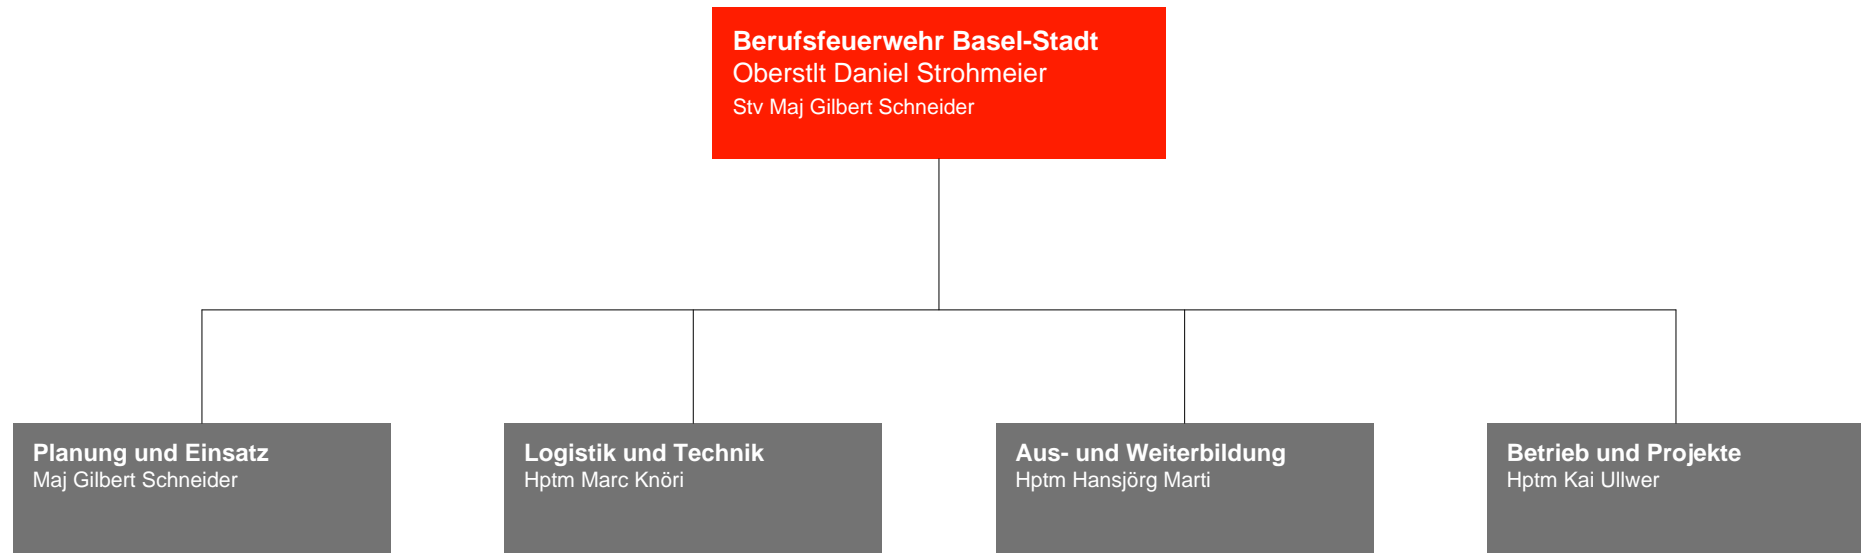 Berufsfeuerwehr Basel-Stadt
Oberstlt Daniel Strohmeier
Stv Maj Gilbert Schneider
Planung und Einsatz
Maj Gilbert Schneider
Logistik und Technik
Hptm Marc Knöri
Aus- und Weiterbildung
Hptm Hansjörg Marti
Betrieb und Projekte
Hptm Kai Ullwer